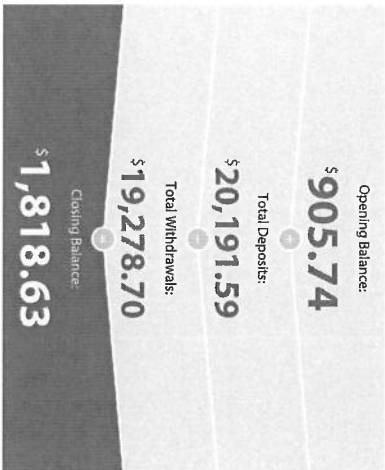 Opening Balance:
$905.74
Total Deposits:
$20,191.59
Total Withdrawals:
$19,278.70
Closing Balance:
$1,818.63